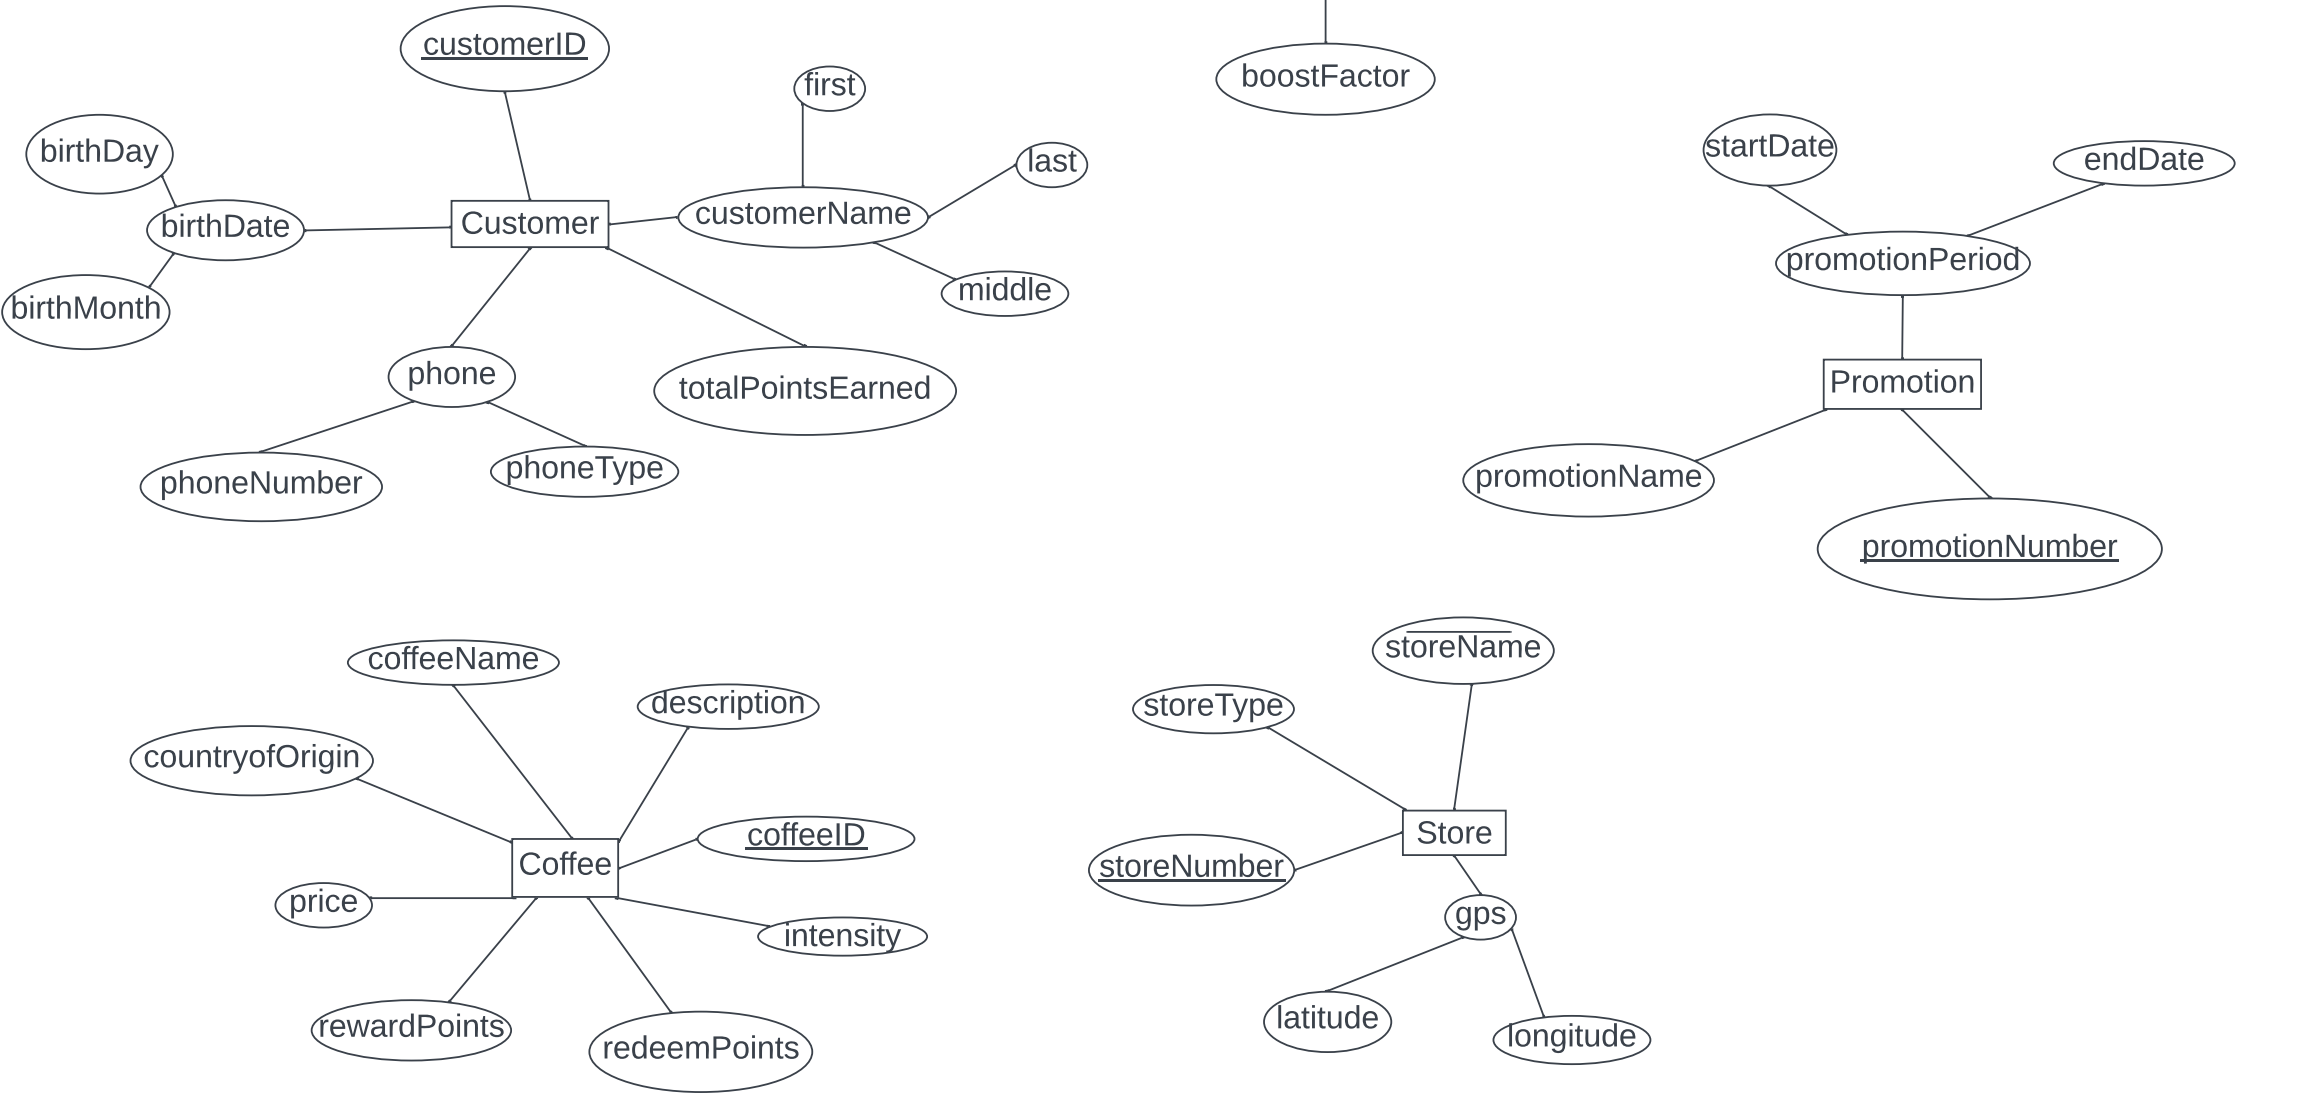 customerID
boostFactor
first
birthDay
last
startDate
endDate
birthDate
Customer
customerName
middle
promotionPeriod
birthMonth
phone
totalPointsEarned
Promotion
phoneNumber
phoneType
promotionName
promotionNumber
coffeeName
storeName
description
storeType
countryofOrigin
coffeeID
Store
Coffee
storeNumber
price
intensity
gps
rewardPoints
redeemPoints
latitude
longitude